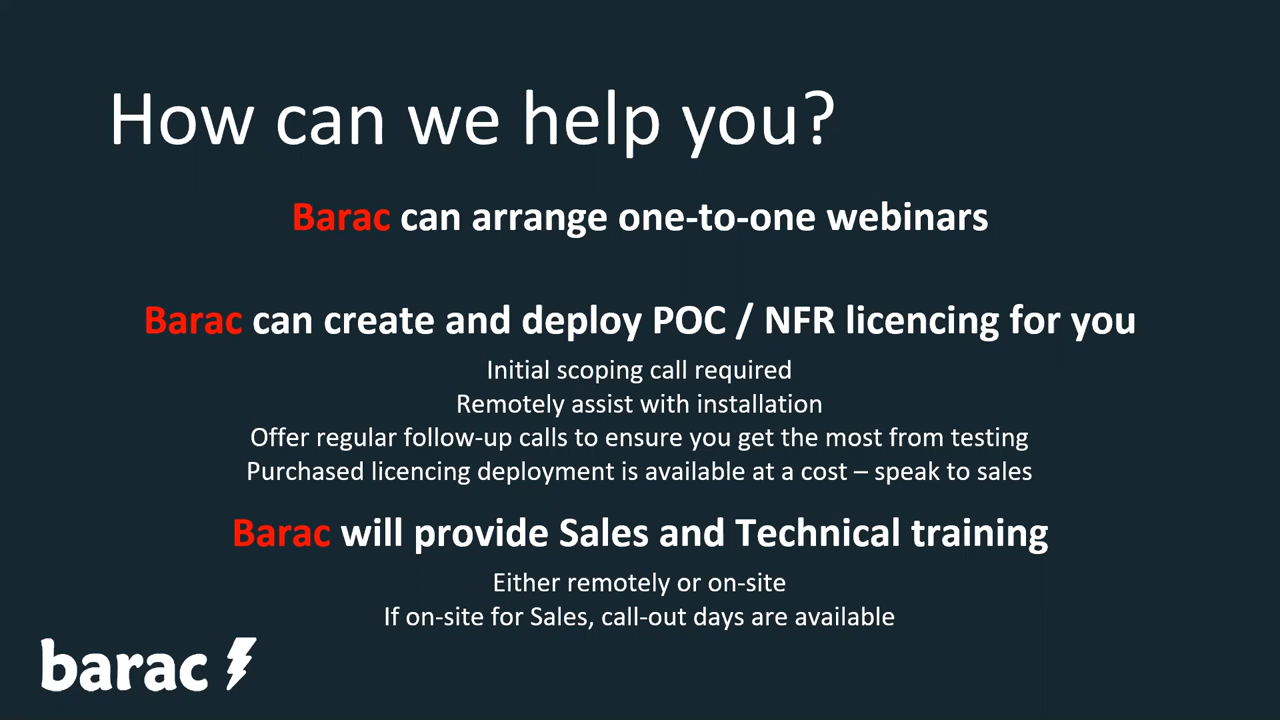 How can we help you?
Barac can arrange one-to-one webinars
Barac can create and deploy POC / NFR licencing for you
Initial scoping call required
Remotely assist with installation
Offer regular follow-up calls to ensure you get the most from testing
Purchased licencing deployment is available at a cost – speak to sales
Barac will provide Sales and Technical training
Either remotely or on-site
If on-site for Sales, call-out days are available
barac